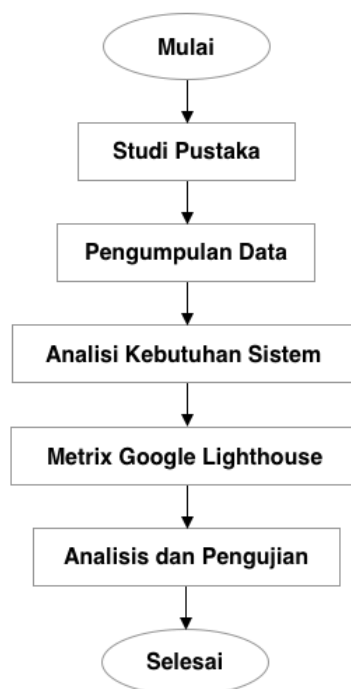 Mulai
Studi Pustaka
Pengumpulan Data
Analisi Kebutuhan Sistem
Metrix Google Lighthouse
Analisis dan Pengujian
Selesai